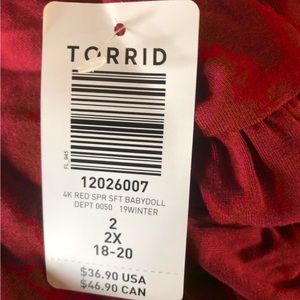 TORRID
FL_045
12026007
4K RED SPR SFT BABYDOLL
DEPT 0050 19WINTER
2
2X
18-20
$36.90 USA
$46.90 CAN